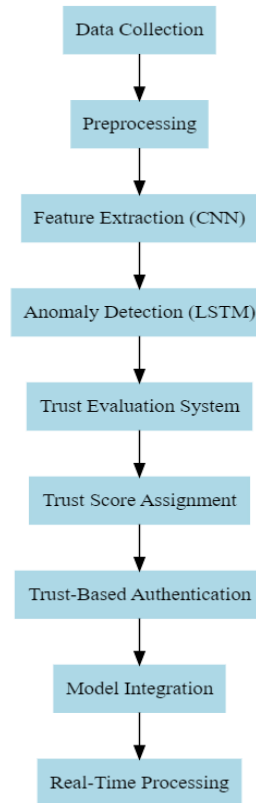 Data Collection
Preprocessing
Feature Extraction (CNN)
Anomaly Detection (LSTM)
Trust Evaluation System
Trust Score Assignment
Trust-Based Authentication
Model Integration
Real-Time Processing